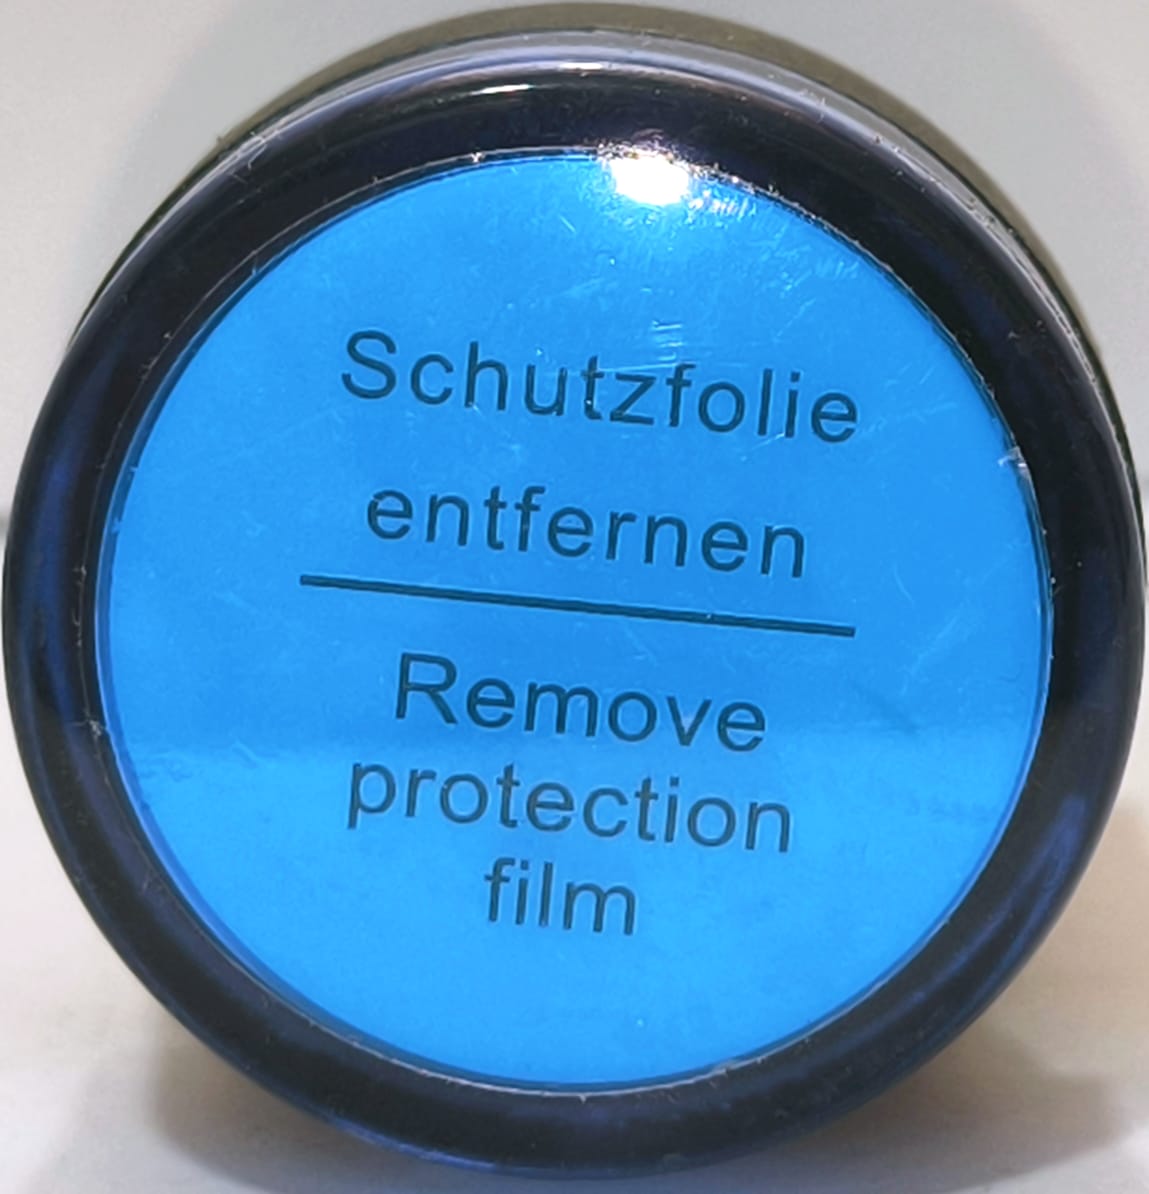 Schutzfolie
entfernen
Remove
protection
film